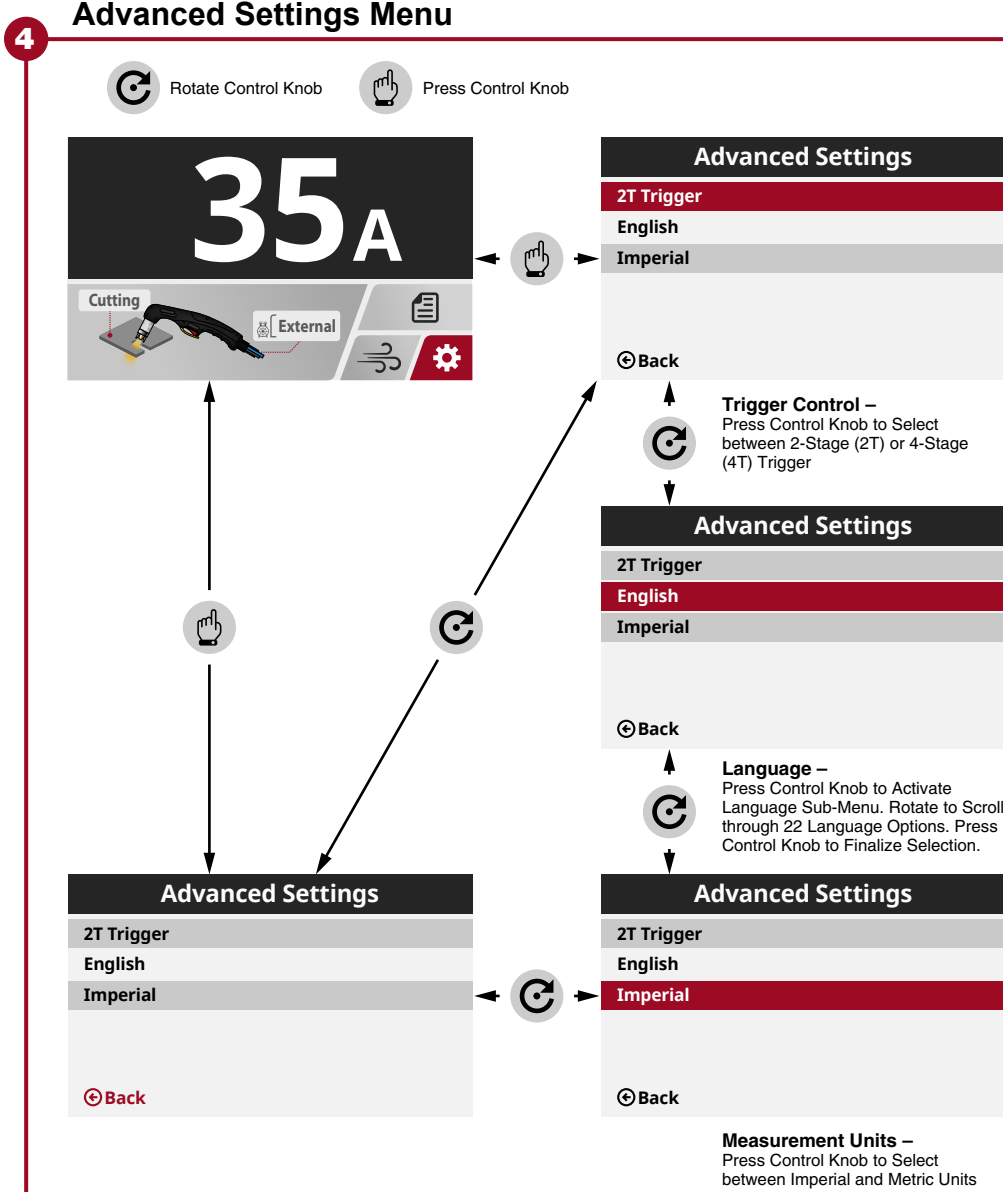 Advanced Settings Menu
4
Rotate Control Knob
Press Control Knob
35A
Cutting
External
Advanced Settings
2T Trigger
English
Imperial
Back
Trigger Control –
Press Control Knob to Select
between 2-Stage (2T) or 4-Stage
(4T) Trigger
Advanced Settings
2T Trigger
English
Imperial
Back
Language –
Press Control Knob to Activate
Language Sub-Menu. Rotate to Scroll
through 22 Language Options. Press
Control Knob to Finalize Selection.
Advanced Settings
2T Trigger
English
Imperial
Back
Advanced Settings
2T Trigger
English
Imperial
Back
Measurement Units –
Press Control Knob to Select
between Imperial and Metric Units